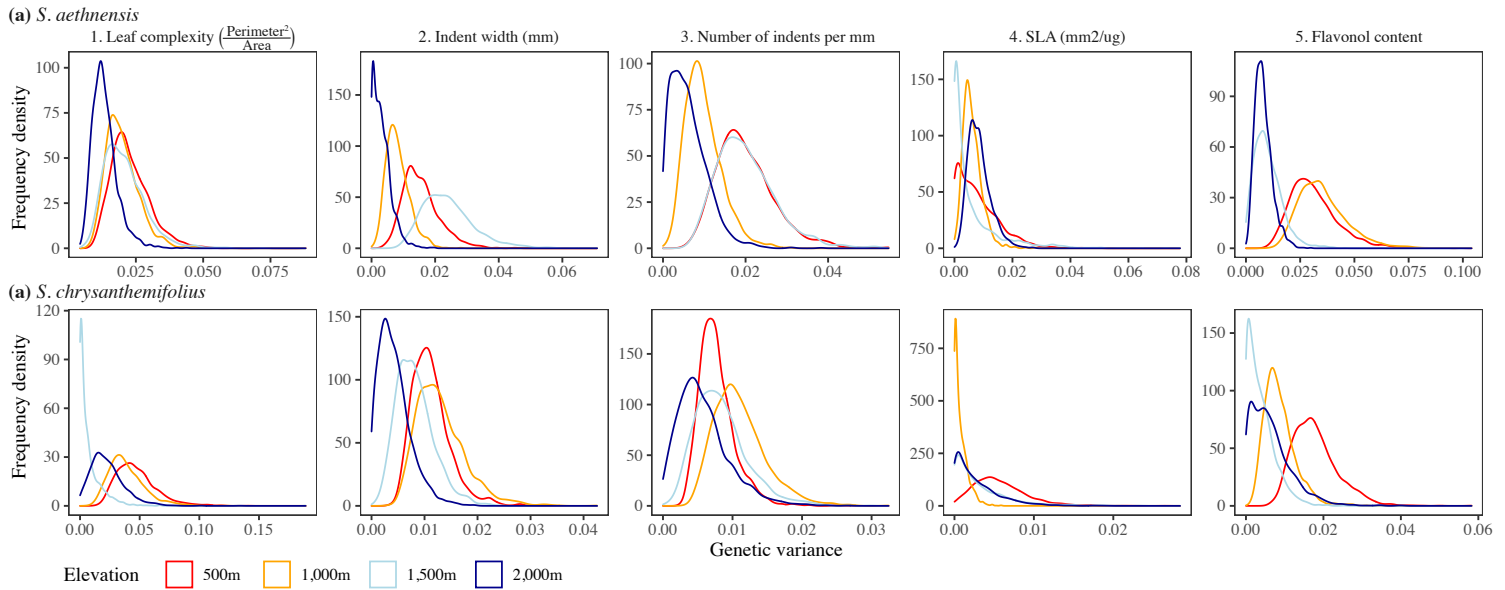 (a) S. aethnensis
1. Leaf complexity (Perimeter²/Area)
2. Indent width (mm)
3. Number of indents per mm
4. SLA (mm2/ug)
5. Flavonol content
Frequency density
100
75
50
25
0
0.025 0.050 0.075
150
100
50
0
0.00 0.02 0.04 0.06
100
75
50
25
0
0.00 0.02 0.04
150
100
50
0
0.00 0.02 0.04 0.06 0.08
90
60
30
0
0.000 0.025 0.050 0.075 0.100
(a) S. chrysanthemifolius
Frequency density
120
90
60
30
0
0.00 0.05 0.10 0.15
150
100
50
0
0.00 0.01 0.02 0.03 0.04
150
100
50
0
0.00 0.01 0.02 0.03
750
500
250
0
0.00 0.01 0.02
150
100
50
0
0.00 0.02 0.04 0.06
Genetic variance
Elevation 500m 1,000m 1,500m 2,000m